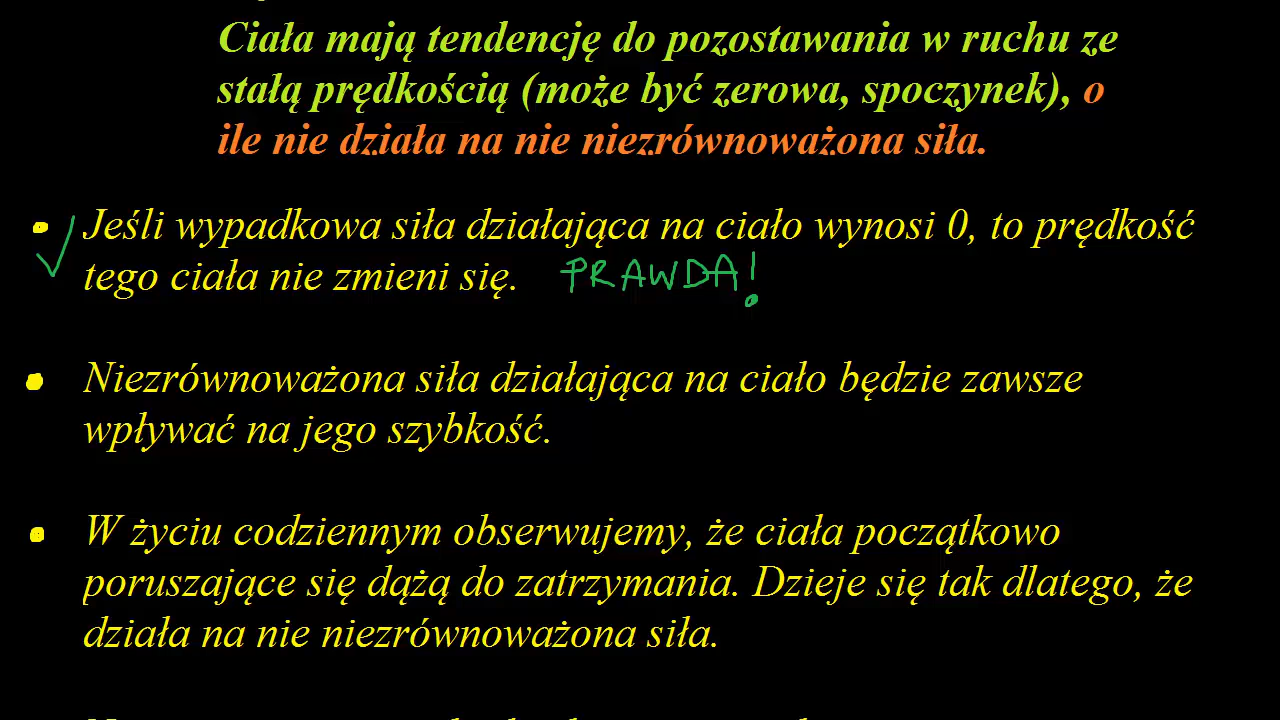 Ciała mają tendencję do pozostawania w ruchu ze
stałą prędkością (może być zerowa, spoczynek), o
ile nie działa na nie niezrównoważona siła.
Jeśli wypadkowa siła działająca na ciało wynosi 0, to prędkość
tego ciała nie zmieni się. PRAWDA!
Niezrównoważona siła działająca na ciało będzie zawsze
wpływać na jego szybkość.
W życiu codziennym obserwujemy, że ciała początkowo
poruszające się dążą do zatrzymania. Dzieje się tak dlatego, że
działa na nie niezrównoważona siła.